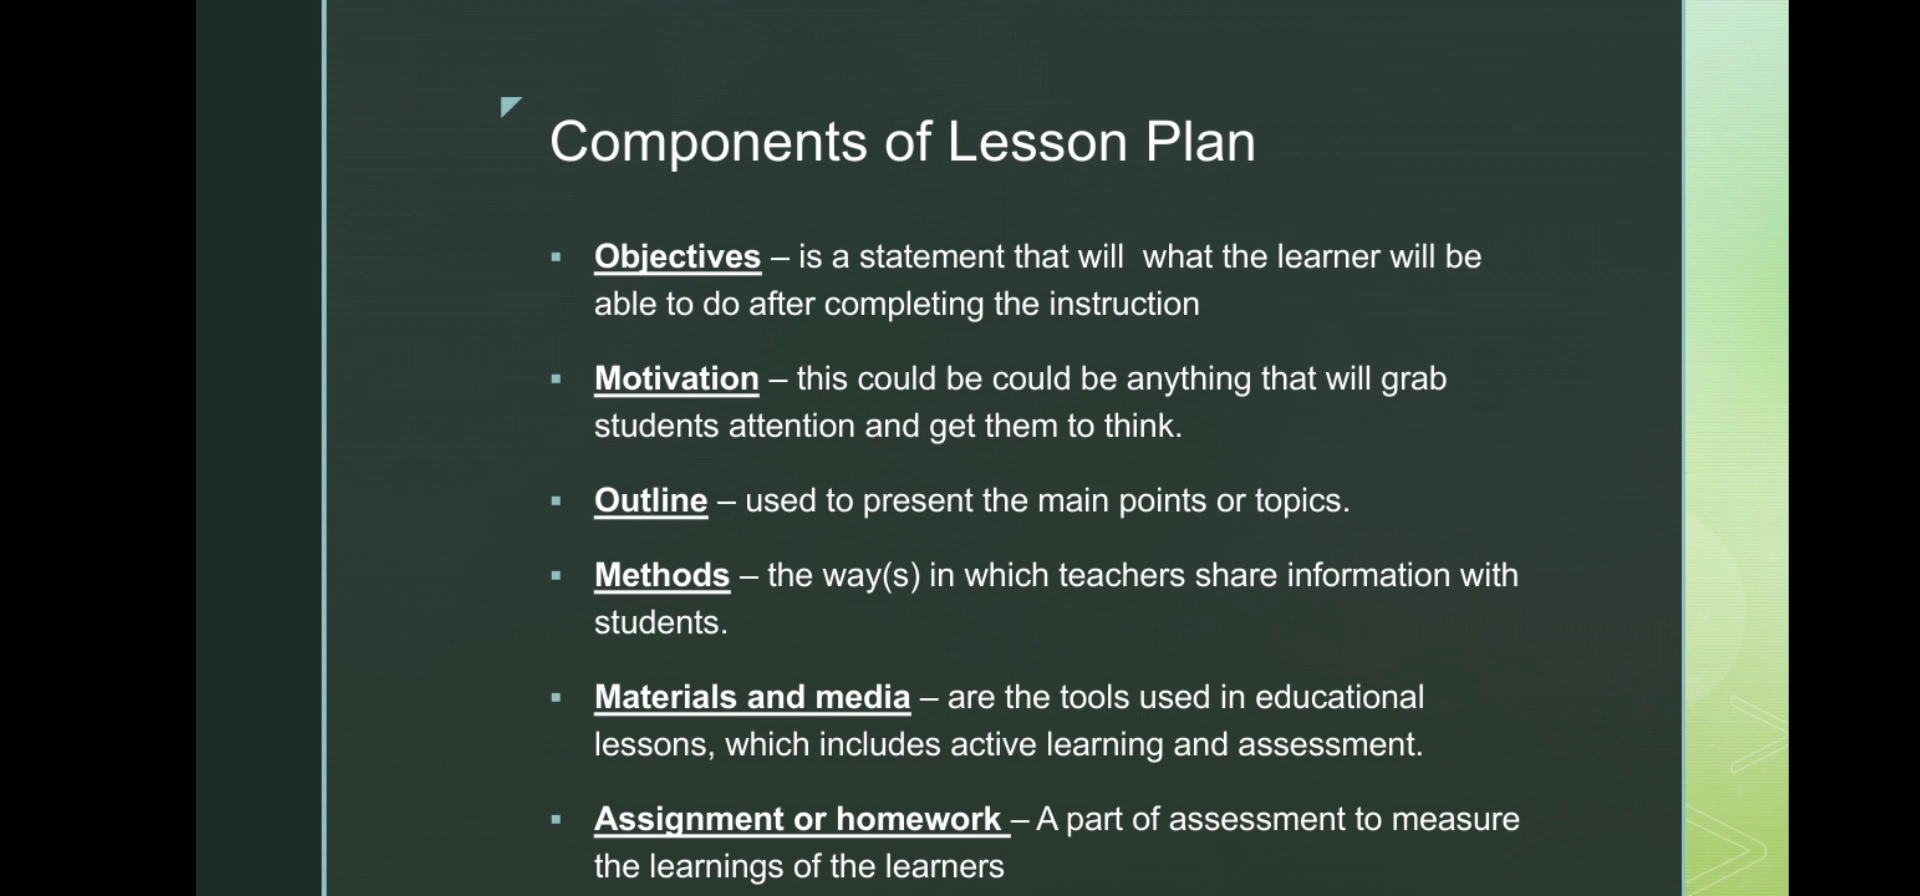 Components of Lesson Plan
Objectives – is a statement that will  what the learner will be
able to do after completing the instruction
Motivation – this could be could be anything that will grab
students attention and get them to think.
Outline – used to present the main points or topics.
Methods – the way(s) in which teachers share information with
students.
Materials and media – are the tools used in educational
lessons, which includes active learning and assessment.
Assignment or homework – A part of assessment to measure
the learnings of the learners